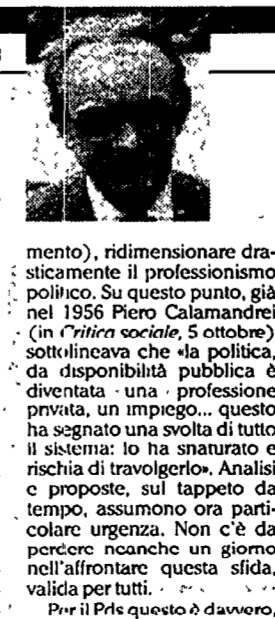 mento), ridimensionare dra-
sticamente il professionismo
politico. Su questo punto, già
nel 1956 Piero Calamandrei
(in Critica sociale, 5 ottobre)
sottolineava che «la politica,
da disponibilità pubblica è
diventata una professione
privata, un impiego... questo
ha segnato una svolta di tutto
il sistema: lo ha snaturato e
rischia di travolgerlo». Analisi
e proposte, sul tappeto da
tempo, assumono ora parti-
colare urgenza. Non c'è da
perdere neanche un giorno
nell'affrontare questa sfida,
valida per tutti.
Per il Pds questo è davvero,